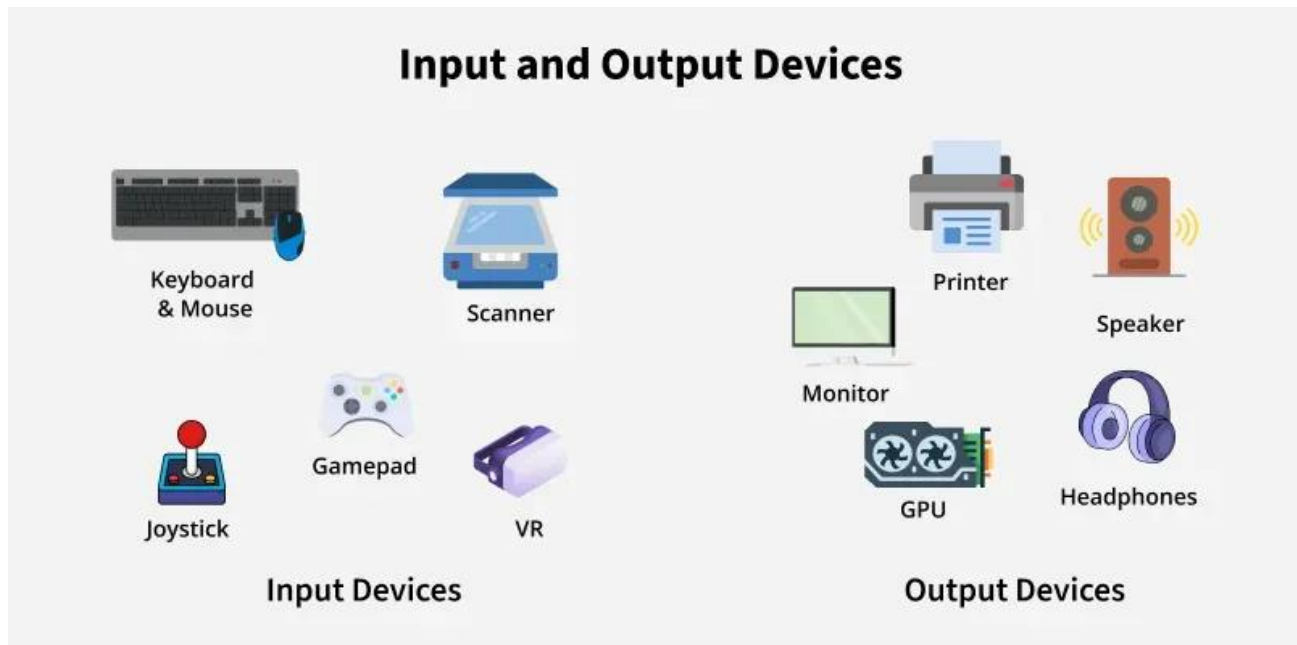 Input and Output Devices
Keyboard
& Mouse
Scanner
Gamepad
Joystick
VR
Input Devices
Printer
Speaker
Monitor
GPU
Headphones
Output Devices